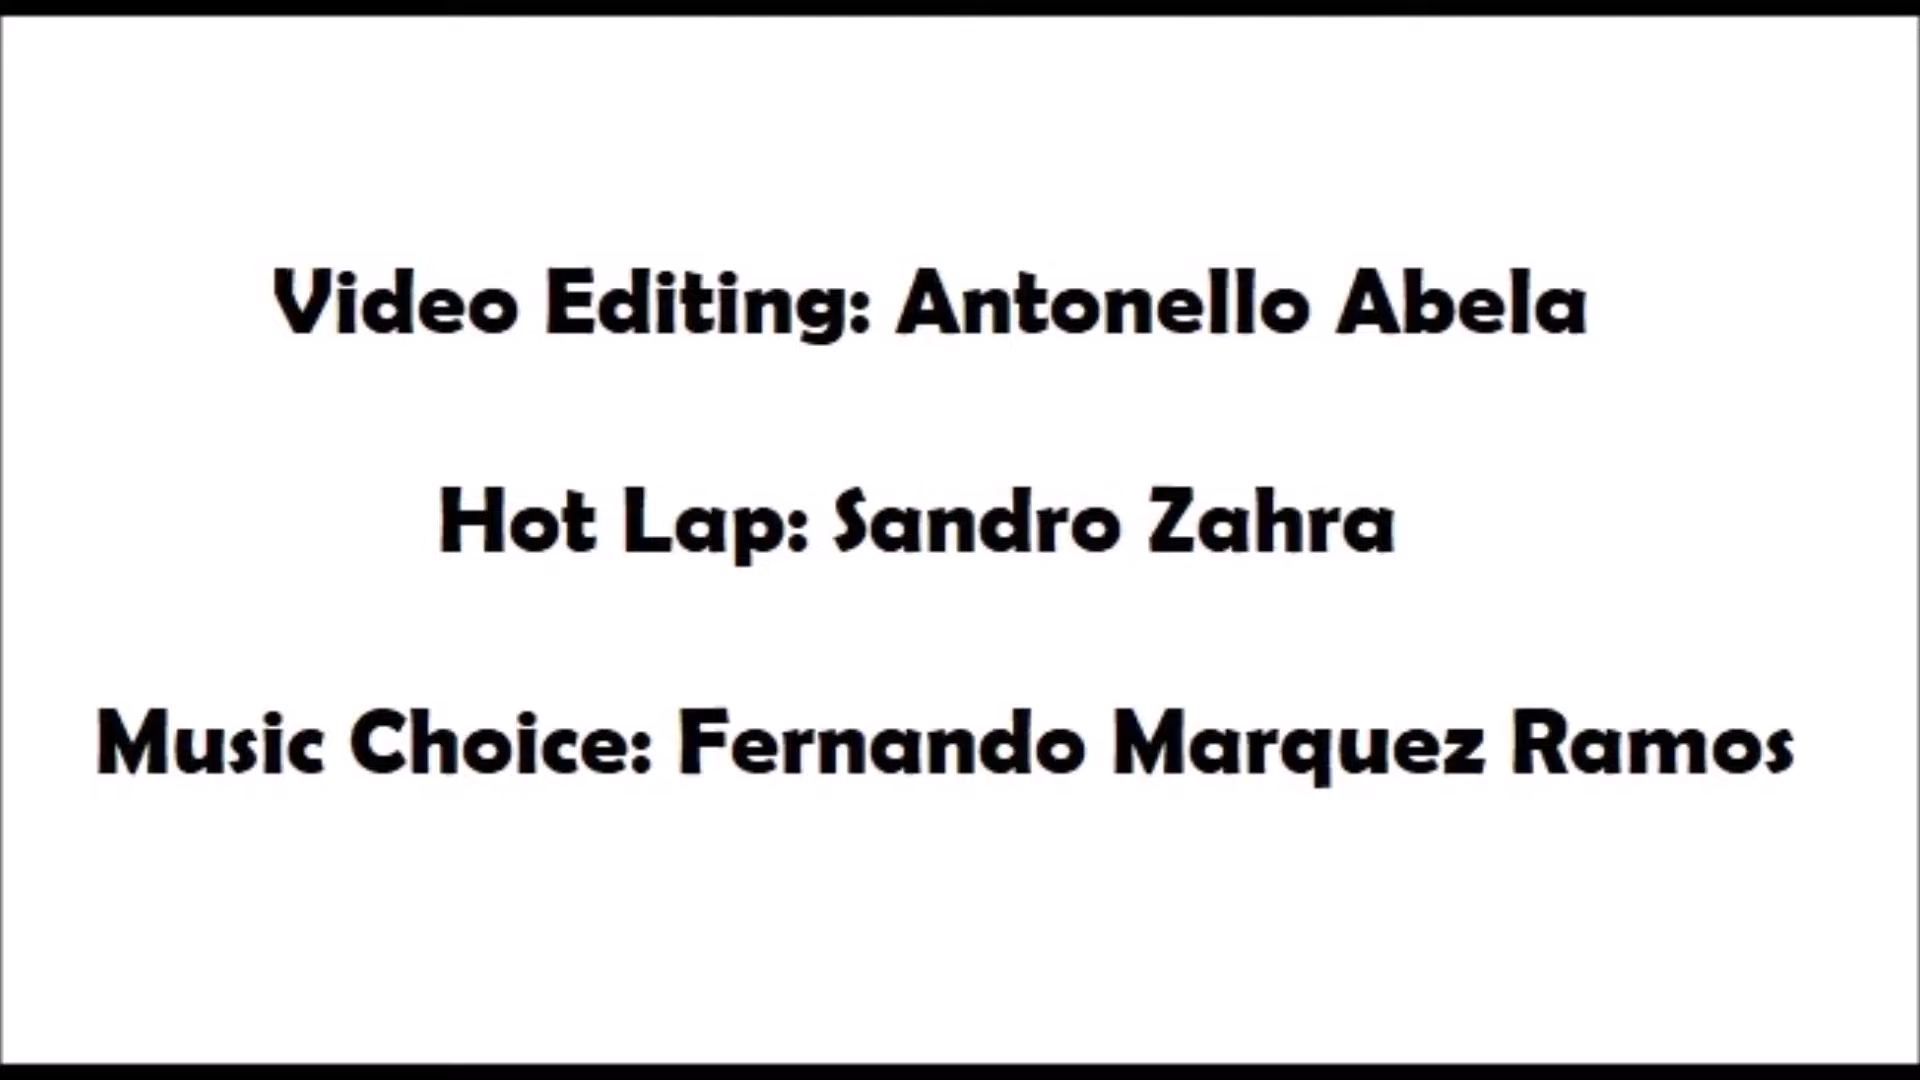 Video Editing: Antonello Abela
Hot Lap: Sandro Zahra
Music Choice: Fernando Marquez Ramos